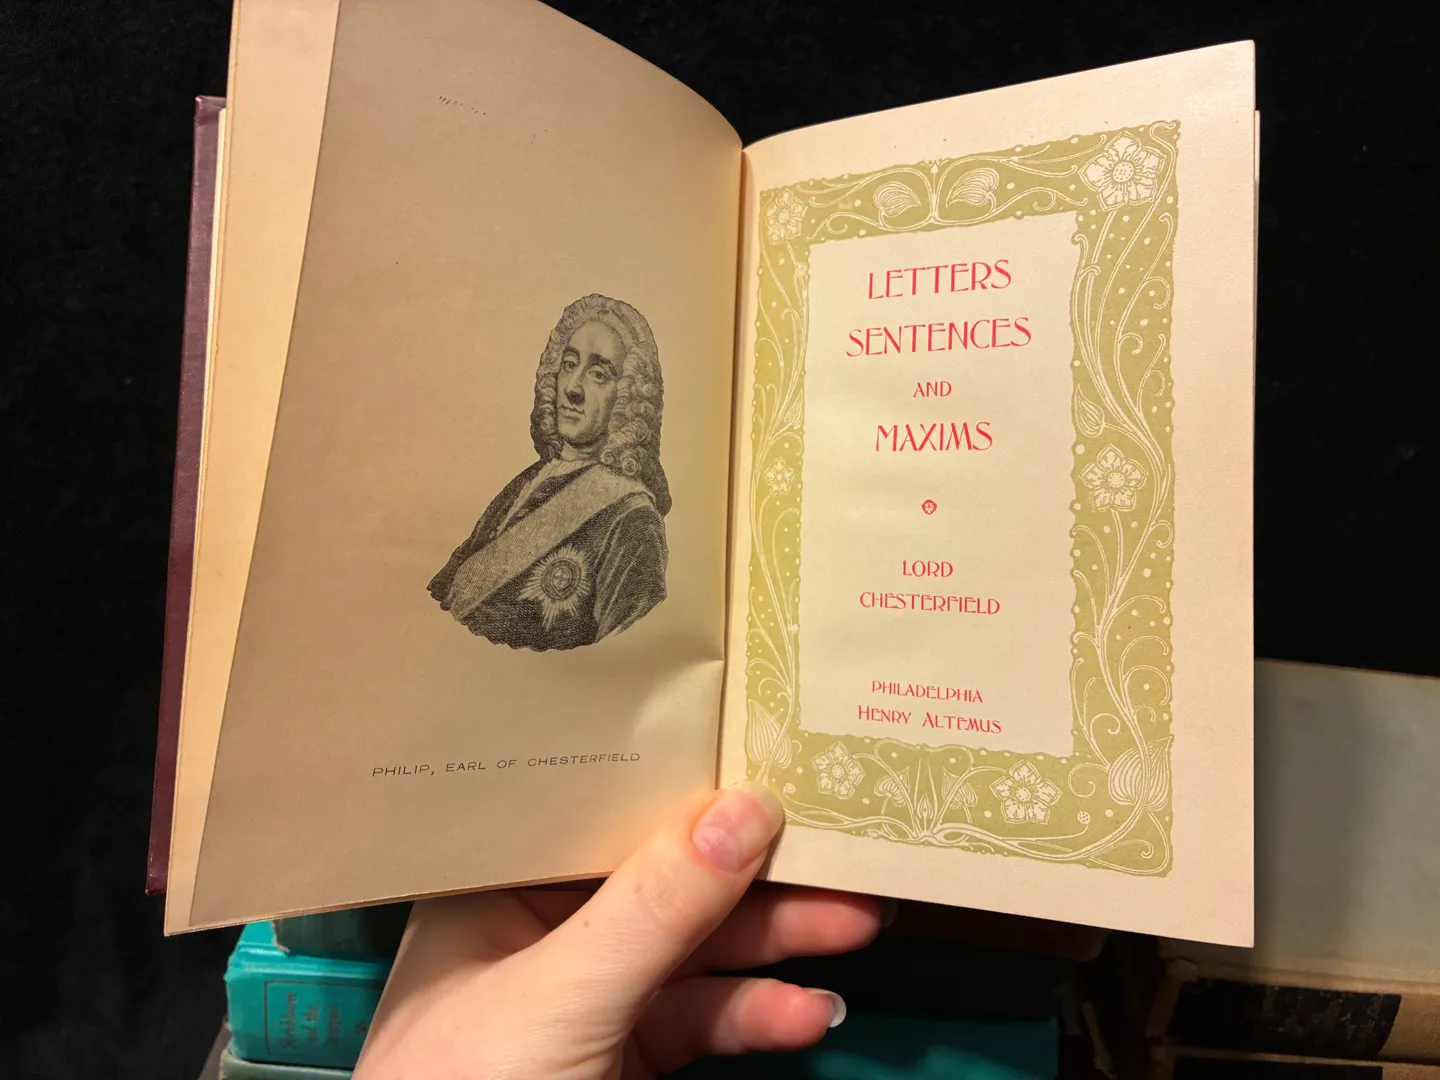 PHILIP, EARL OF CHESTERFIELD
LETTERS
SENTENCES
AND
MAXIMS
LORD
CHESTERFIELD
PHILADELPHIA
HENRY ALTEMUS